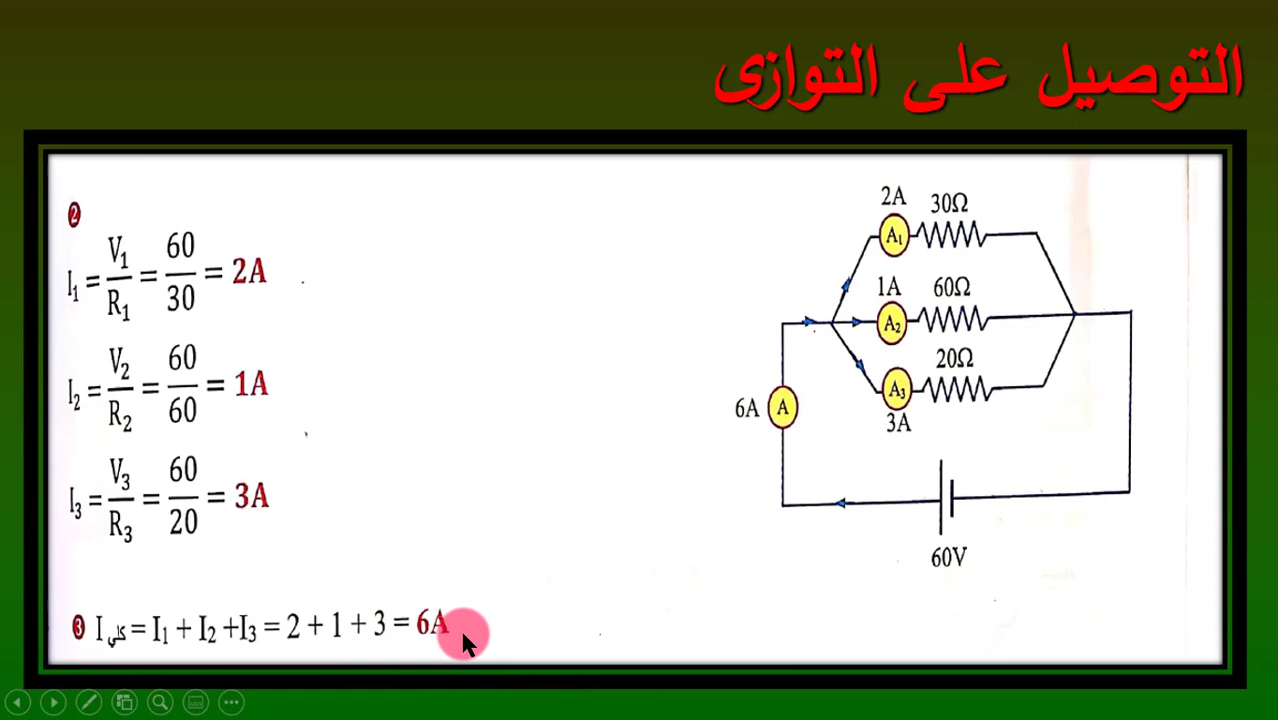 التوصيل على التوازى
2
I₁ = V₁/R₁ = 60/30 = 2A
I₂ = V₂/R₂ = 60/60 = 1A
I₃ = V₃/R₃ = 60/20 = 3A
3 I كلي = I₁ + I₂ +I₃ = 2 + 1 + 3 = 6A
2A 30Ω
A₁
1A 60Ω
A₂
20Ω
A₃
3A
6A A
60V